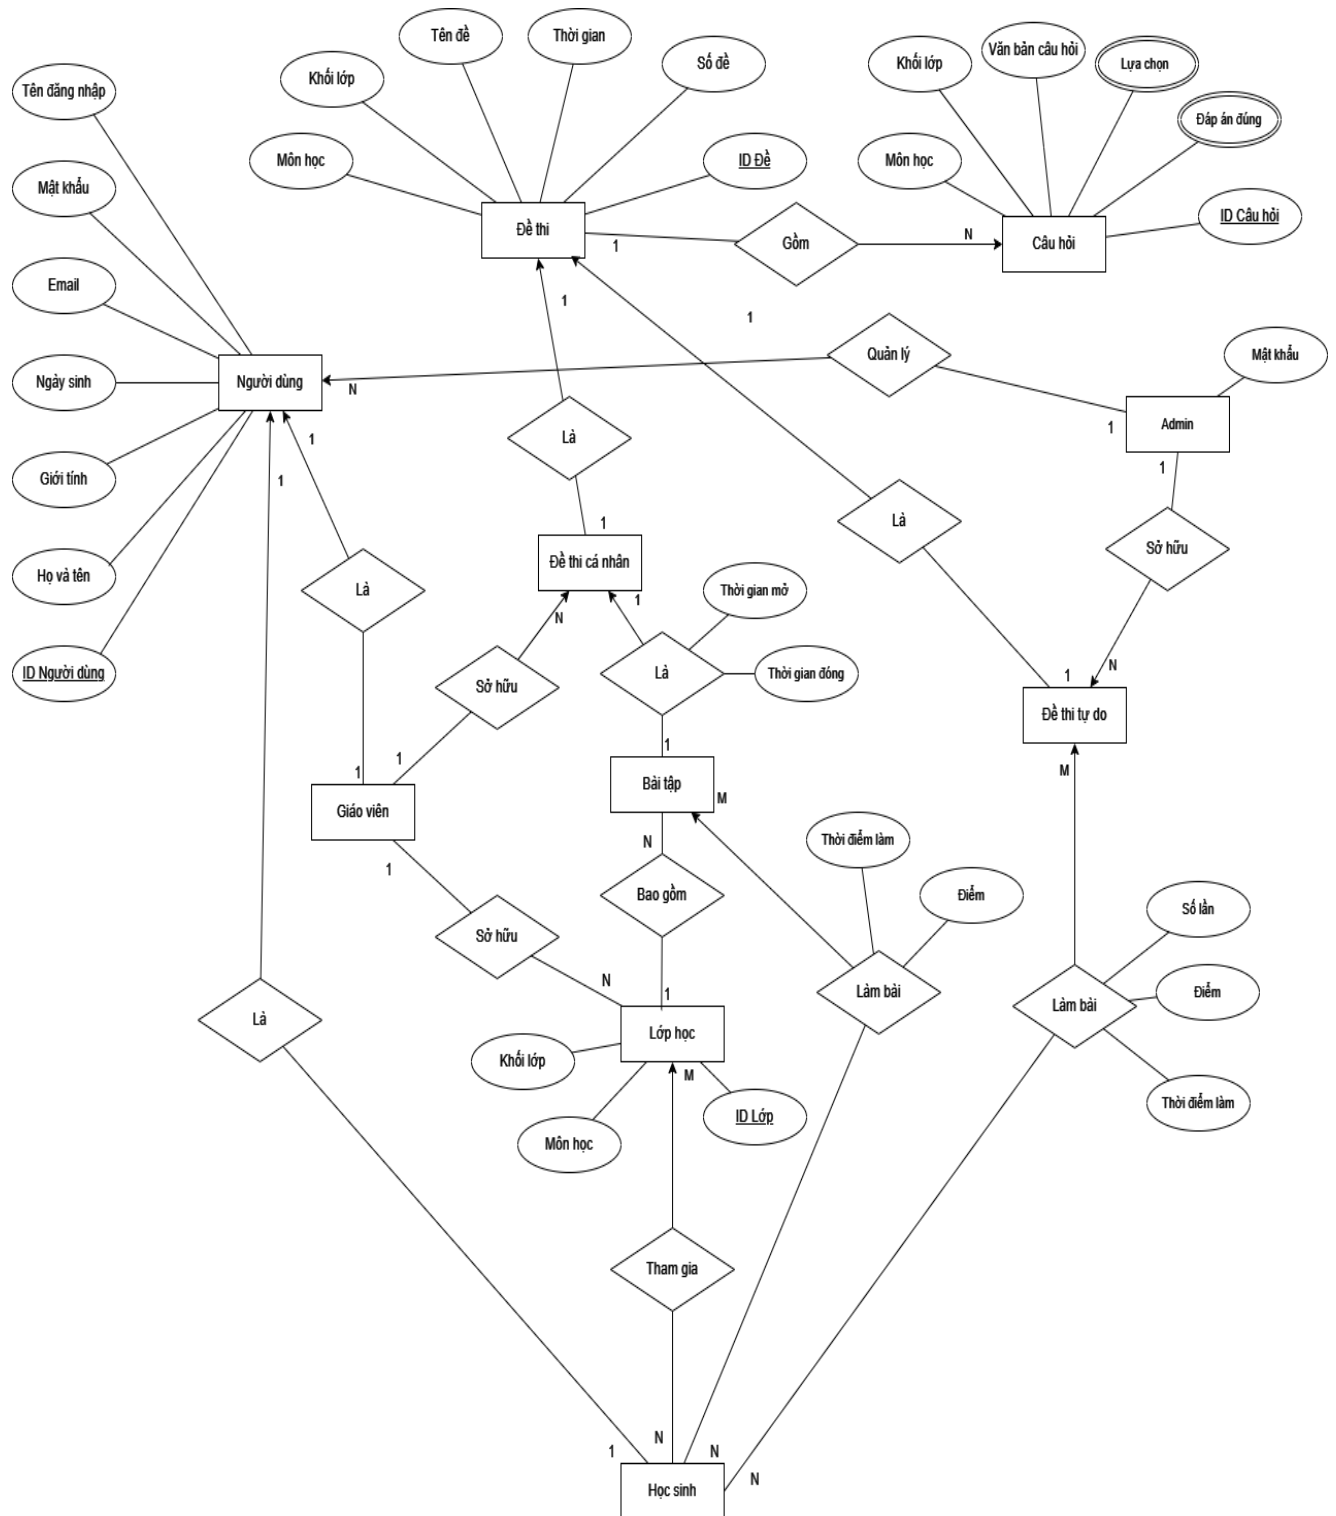 Tên đề
Thời gian
Số đề
Khối lớp
Môn học
ID Đề
Đề thi
1
Gồm
N
Câu hỏi
Khối lớp
Văn bản câu hỏi
Lựa chọn
Đáp án đúng
Môn học
ID Câu hỏi
Tên đăng nhập
Mật khẩu
Email
Ngày sinh
Giới tính
Họ và tên
ID Người dùng
Người dùng
N
Quản lý
1
Admin
Mật khẩu
1
1
1
1
1
Là
Là
Là
Sở hữu
N
1
Đề thi cá nhân
N
1
Là
Thời gian mở
Thời gian đóng
Sở hữu
1
1
Giáo viên
1
1
Bài tập
M
N
Bao gồm
1
Sở hữu
N
Lớp học
Khối lớp
Môn học
ID Lớp
M
1
Đề thi tự do
M
Thời điểm làm
Điểm
Làm bài
Số lần
Điểm
Thời điểm làm
Làm bài
Là
Tham gia
1
N
N
N
Học sinh